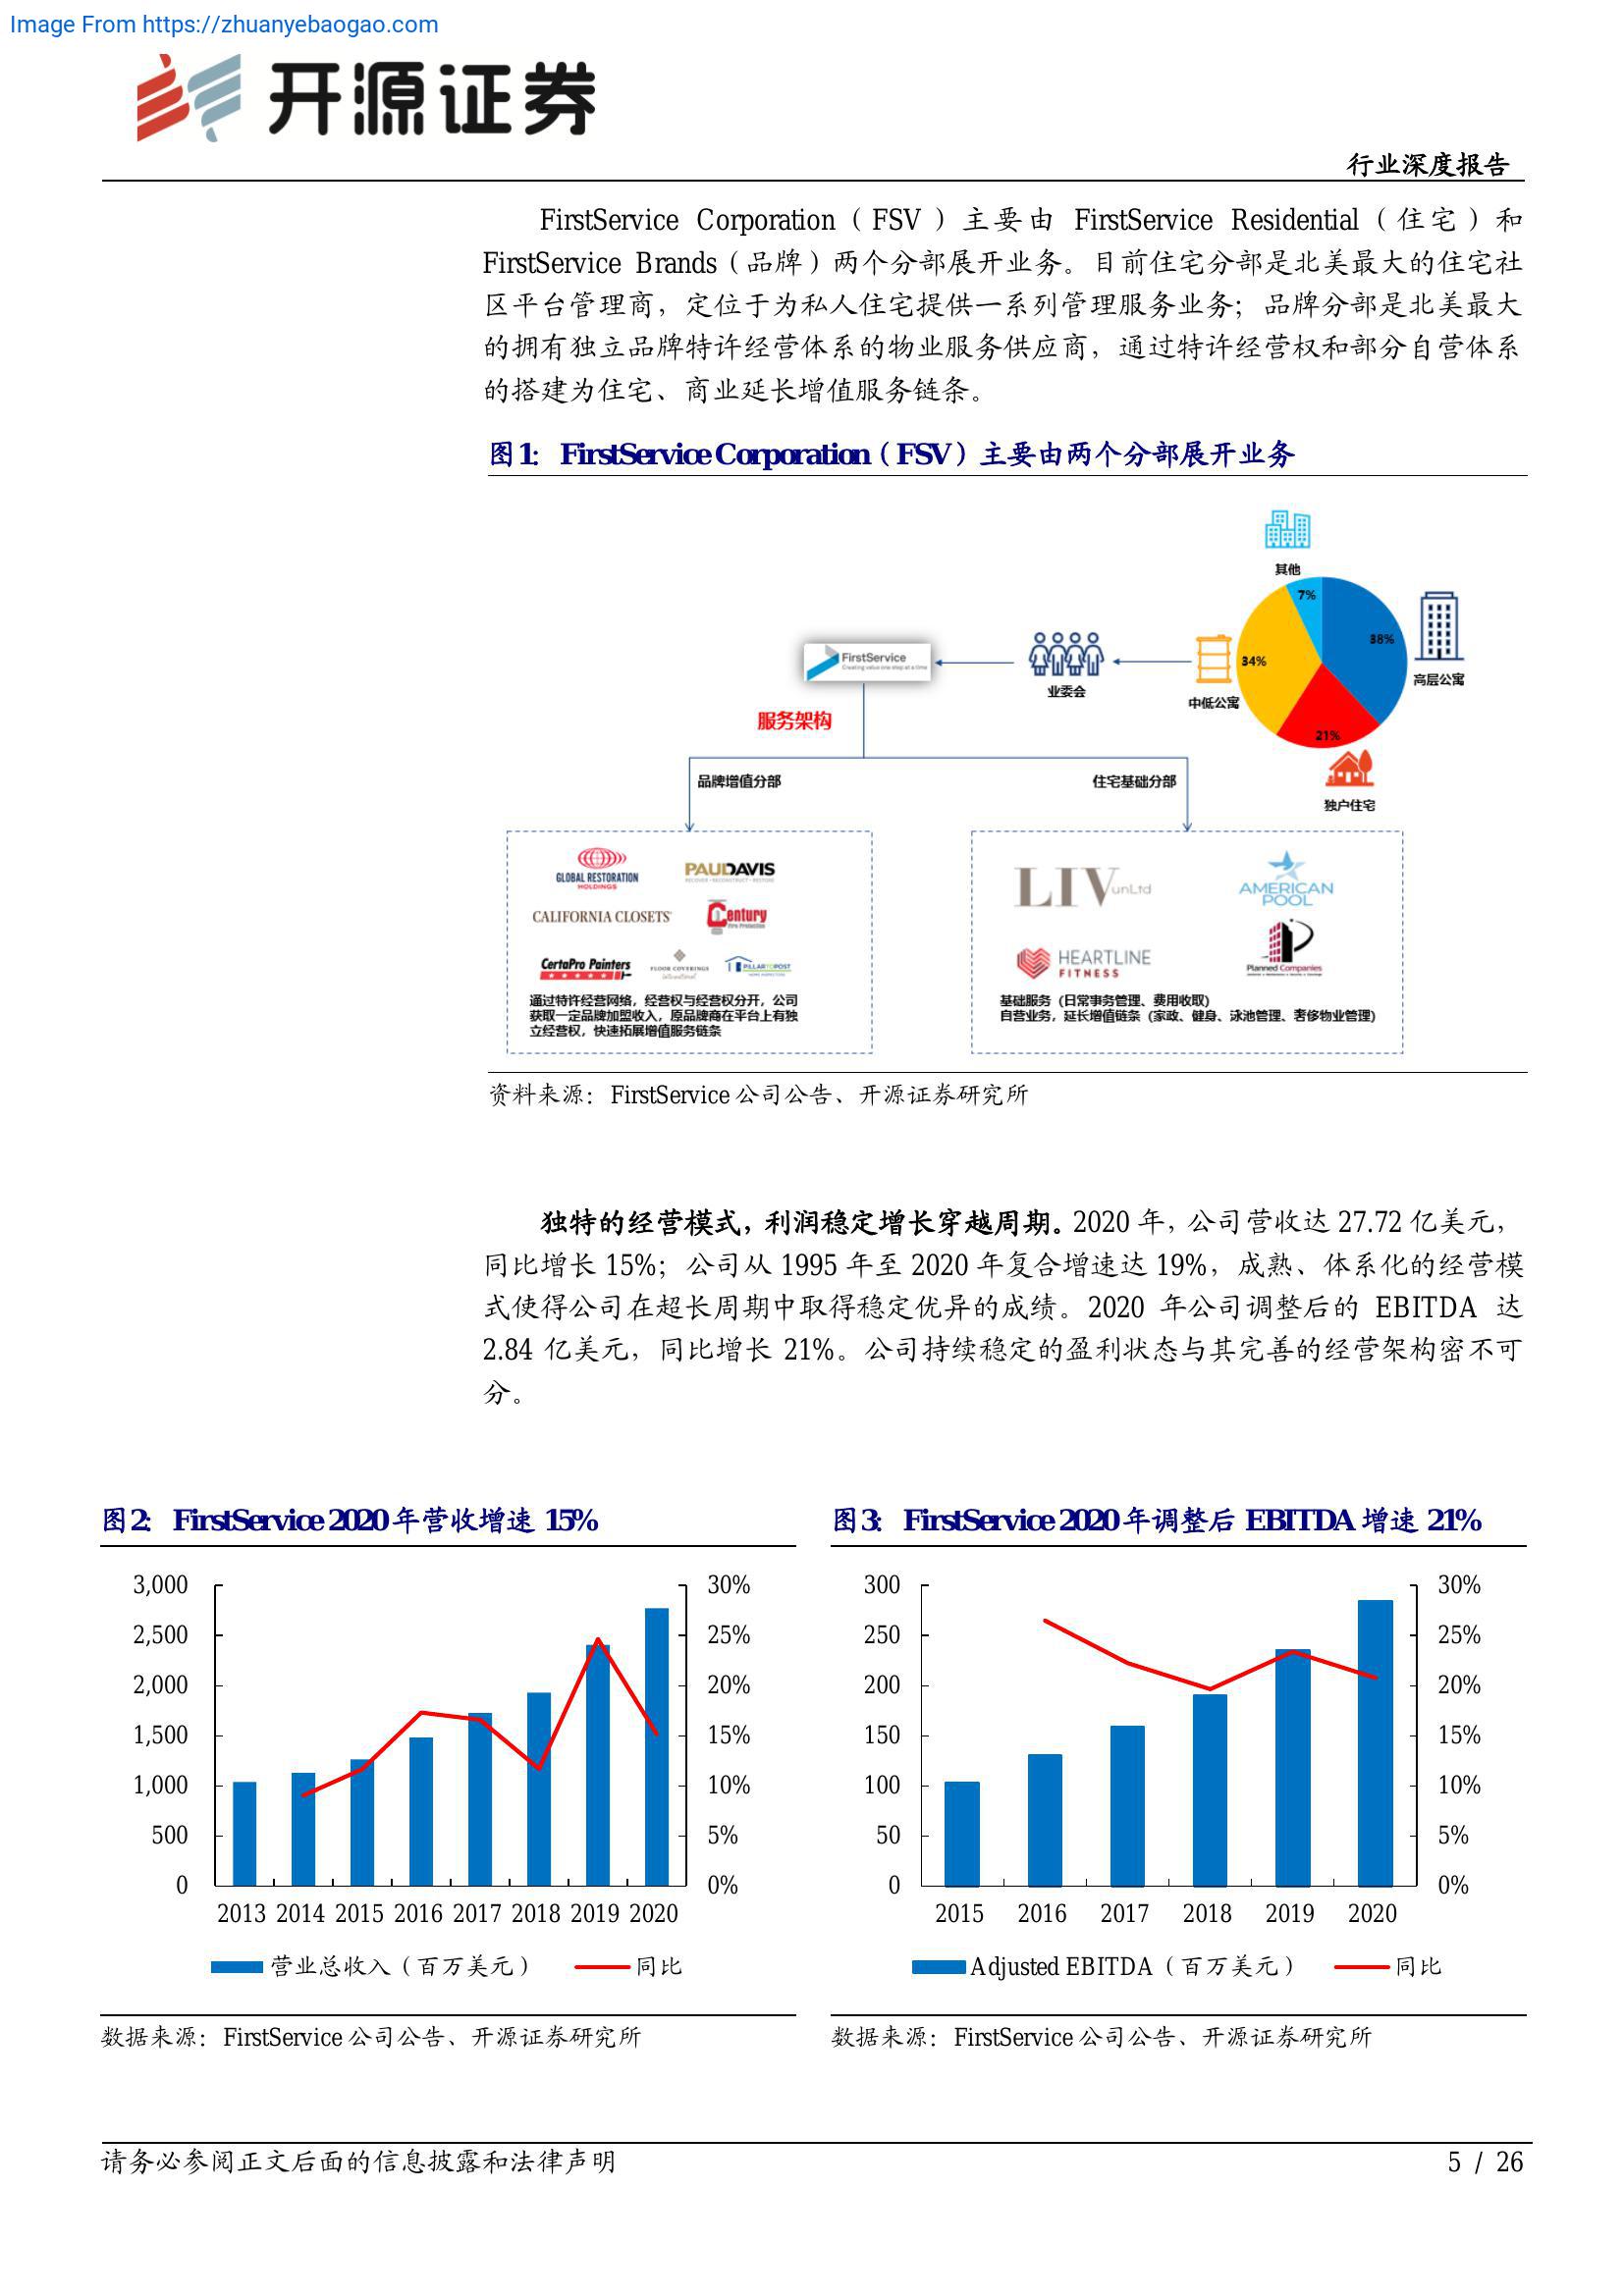 Image From https://zhuanyebaogao.com
开源证券
行业深度报告
FirstService Corporation（FSV）主要由 FirstService Residential（住宅）和
FirstService Brands（品牌）两个分部展开业务。目前住宅分部是北美最大的住宅社
区平台管理商，定位于为私人住宅提供一系列管理服务业务；品牌分部是北美最大
的拥有独立品牌特许经营体系的物业服务供应商，通过特许经营权和部分自营体系
的搭建为住宅、商业延长增值服务链条。
图1： FirstService Corporation（FSV）主要由两个分部展开业务
其他
7%
38%
34%
21%
高层公寓
中低公寓
独户住宅
业委会
FirstService
Creating value one step at a time
服务架构
品牌增值分部
住宅基础分部
GLOBAL RESTORATION
HOLDINGS
PAUL DAVIS
RECOVER • RECONSTRUCT • RESTORE
CALIFORNIA CLOSETS
Century
Fire Protection
CertaPro Painters
FLOOR COVERINGS
international
PILLARTOPOST
HOME INSPECTORS
通过特许经营网络，经营权与经营权分开，公司
获取一定品牌加盟收入，原品牌商在平台上有独
立经营权，快速拓展增值服务链条
LIV unLtd
AMERICAN
POOL
HEARTLINE
FITNESS
Planned Companies
基础服务（日常事务管理、费用收取）
自营业务，延长增值链条（家政、健身、泳池管理、奢侈物业管理）
资料来源：FirstService 公司公告、开源证券研究所
独特的经营模式，利润稳定增长穿越周期。2020 年，公司营收达 27.72 亿美元，
同比增长 15%；公司从 1995 年至 2020 年复合增速达 19%，成熟、体系化的经营模
式使得公司在超长周期中取得稳定优异的成绩。2020 年公司调整后的 EBITDA 达
2.84 亿美元，同比增长 21%。公司持续稳定的盈利状态与其完善的经营架构密不可
分。
图2： FirstService 2020 年营收增速 15%
3,000
2,500
2,000
1,500
1,000
500
0
30%
25%
20%
15%
10%
5%
0%
2013 2014 2015 2016 2017 2018 2019 2020
营业总收入（百万美元） 同比
数据来源：FirstService 公司公告、开源证券研究所
图3： FirstService 2020 年调整后 EBITDA 增速 21%
300
250
200
150
100
50
0
30%
25%
20%
15%
10%
5%
0%
2015 2016 2017 2018 2019 2020
Adjusted EBITDA（百万美元） 同比
数据来源：FirstService 公司公告、开源证券研究所
请务必参阅正文后面的信息披露和法律声明
5 / 26